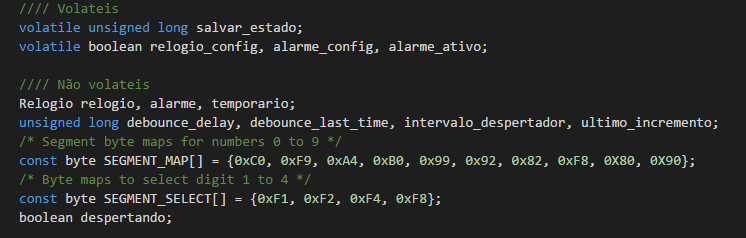 //// Volateis
volatile unsigned long salvar_estado;
volatile boolean relogio_config, alarme_config, alarme_ativo;
//// Não volateis
Relogio relogio, alarme, temporario;
unsigned long debounce_delay, debounce_last_time, intervalo_despertador, ultimo_incremento;
/* Segment byte maps for numbers 0 to 9 */
const byte SEGMENT_MAP[] = {0xC0, 0xF9, 0xA4, 0xB0, 0x99, 0x92, 0x82, 0xF8, 0X80, 0X90};
/* Byte maps to select digit 1 to 4 */
const byte SEGMENT_SELECT[] = {0xF1, 0xF2, 0xF4, 0xF8};
boolean despertando;